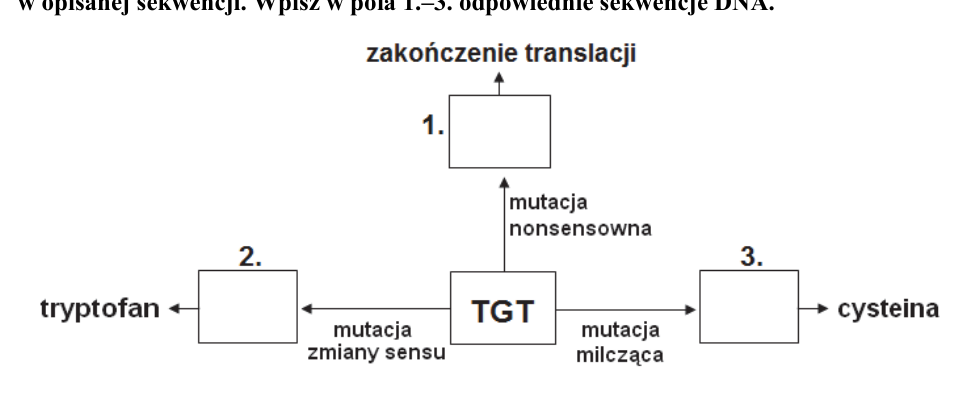 w opisanej sekwencji. Wpisz w pola 1.–3. odpowiednie sekwencje DNA.
zakończenie translacji
1.
mutacja
nonsensowna
2.
3.
tryptofan
TGT
cysteina
mutacja
zmiany sensu
mutacja
milcząca